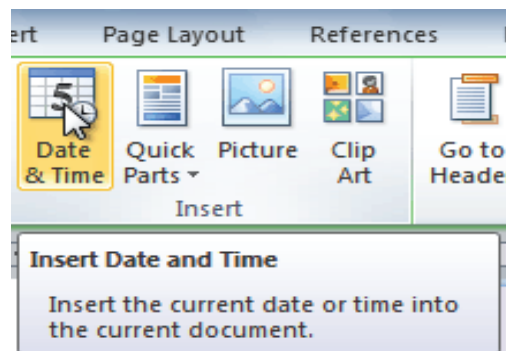 ert Page Layout References
5
Date & Time
Quick Parts
Picture
Clip Art
Go to Heade
Insert
Insert Date and Time
Insert the current date or time into
the current document.